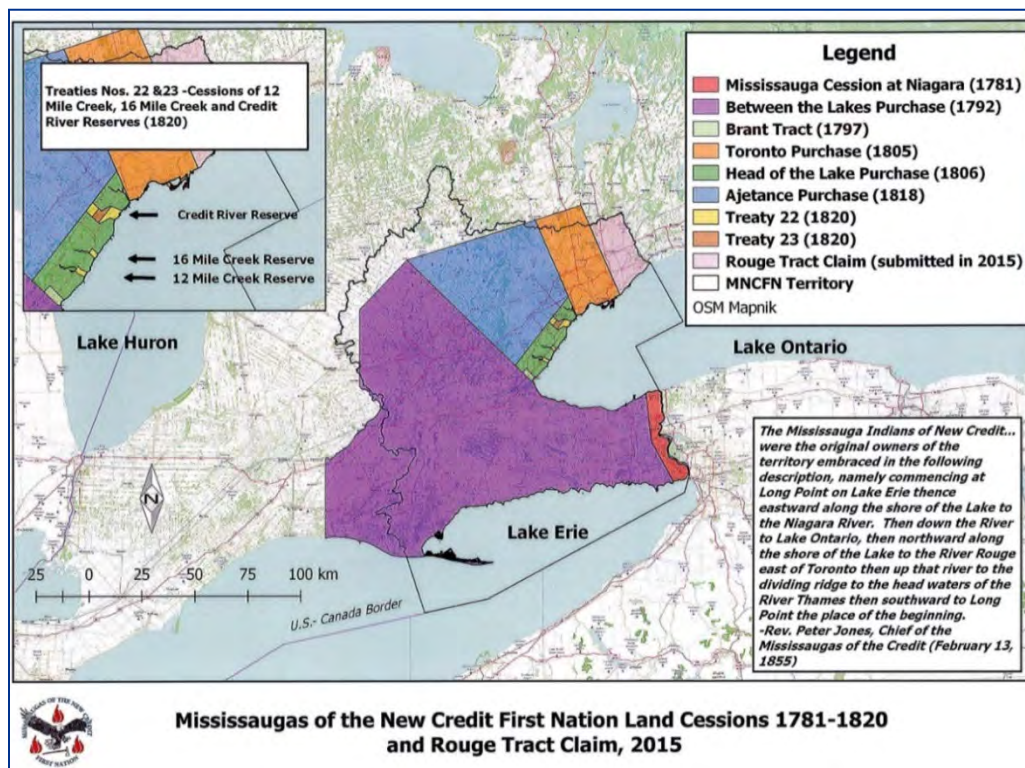 Treaties Nos. 22 &23 -Cessions of 12
Mile Creek, 16 Mile Creek and Credit
River Reserves (1820)
Credit River Reserve
16 Mile Creek Reserve
12 Mile Creek Reserve
Legend
Mississauga Cession at Niagara (1781)
Between the Lakes Purchase (1792)
Brant Tract (1797)
Toronto Purchase (1805)
Head of the Lake Purchase (1806)
Ajetance Purchase (1818)
Treaty 22 (1820)
Treaty 23 (1820)
Rouge Tract Claim (submitted in 2015)
MNCFN Territory
OSM Mapnik
Lake Huron
Lake Ontario
Lake Erie
N
25 0 25 50 75 100 km
U.S.- Canada Border
The Mississauga Indians of New Credit...
were the original owners of the
territory embraced in the following
description, namely commencing at
Long Point on Lake Erie thence
eastward along the shore of the Lake to
the Niagara River. Then down the River
to Lake Ontario, then northward along
the shore of the Lake to the River Rouge
east of Toronto then up that river to the
dividing ridge to the head waters of the
River Thames then southward to Long
Point the place of the beginning.
-Rev. Peter Jones, Chief of the
Mississaugas of the Credit (February 13,
1855)
MISSISSAUGAS OF THE NEW CREDIT
FIRST NATION
Mississaugas of the New Credit First Nation Land Cessions 1781-1820
and Rouge Tract Claim, 2015